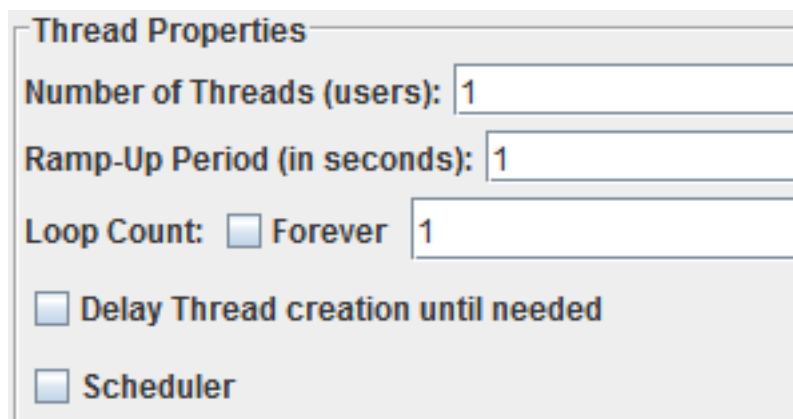 Thread Properties
Number of Threads (users): 1
Ramp-Up Period (in seconds): 1
Loop Count: Forever 1
Delay Thread creation until needed
Scheduler